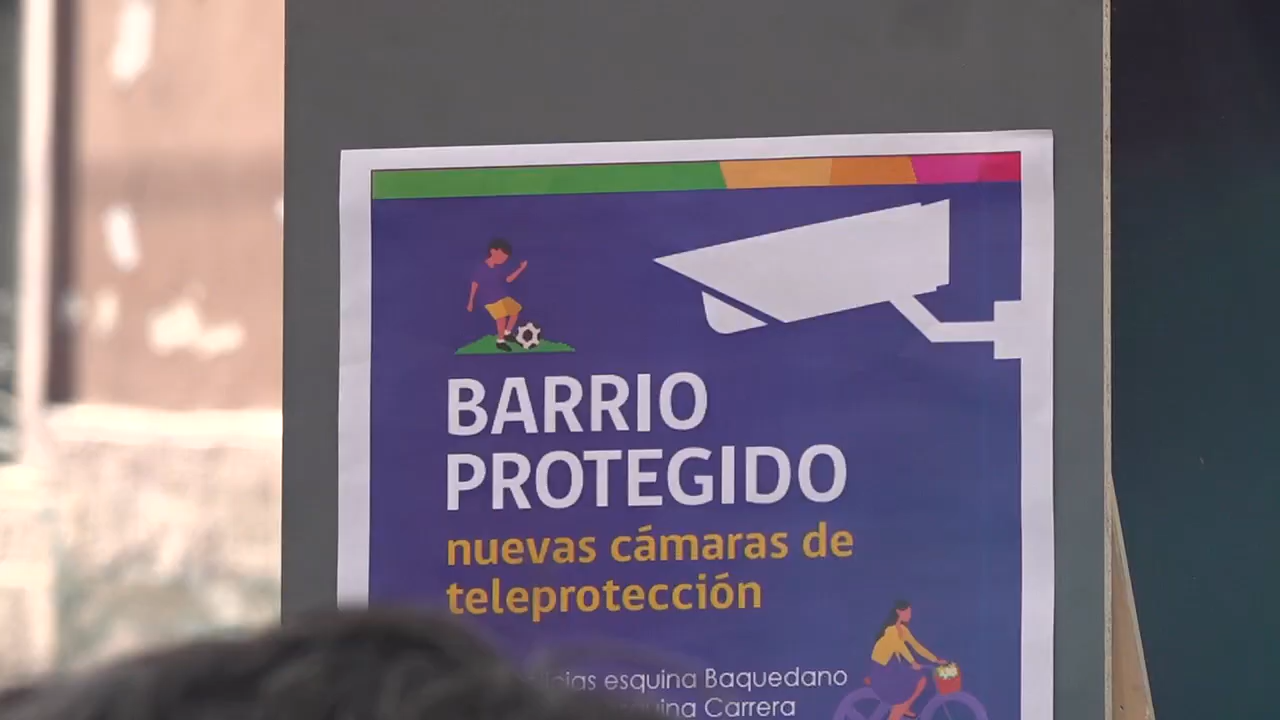 BARRIO
PROTEGIDO
nuevas cámaras de
teleprotección
esquina Baquedano
Carrera